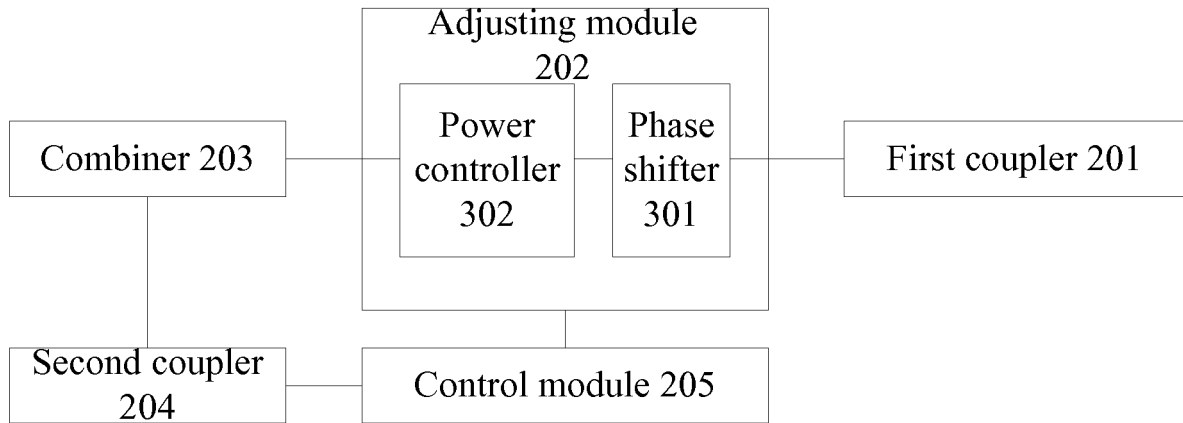 Adjusting module
202
Combiner 203
Power
controller
302
Phase
shifter
301
First coupler 201
Second coupler
204
Control module 205